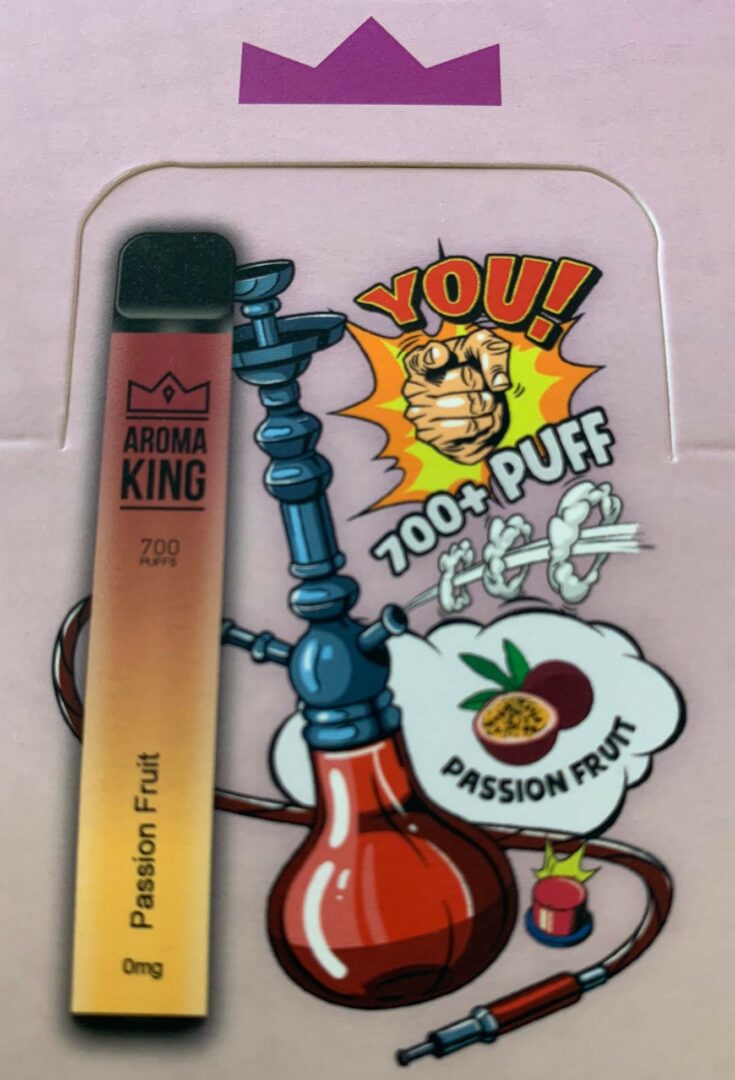 AROMA
KING
700
PUFFS
Passion Fruit
0mg
YOU!
700+ PUFF
PASSION FRUIT